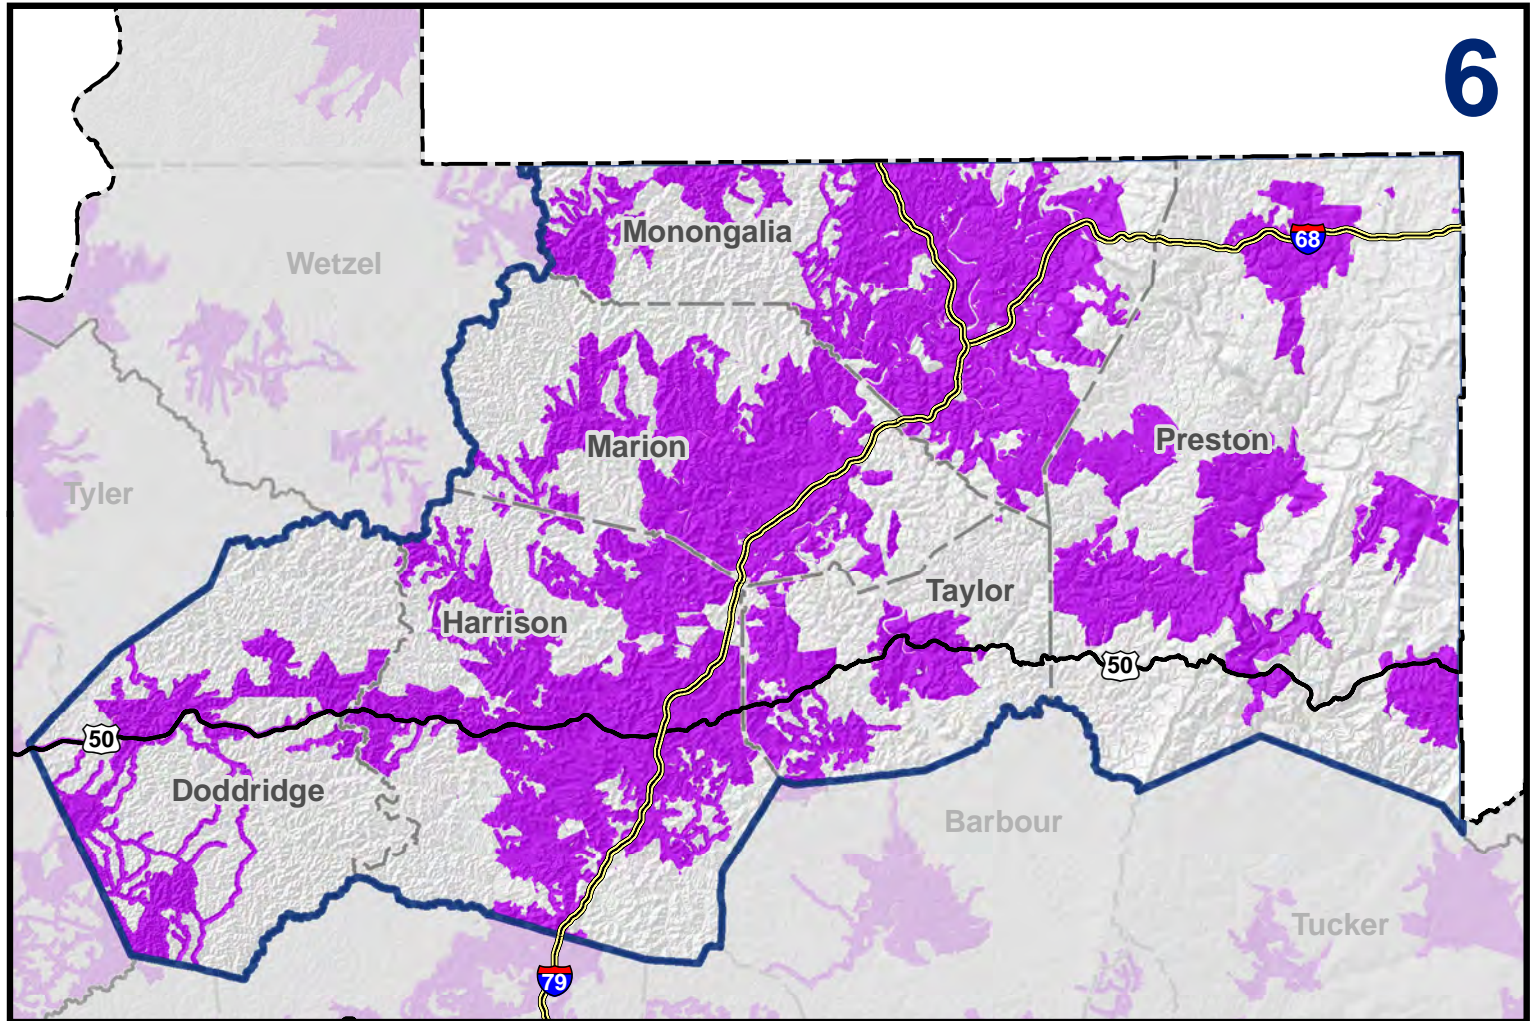 6
Monongalia
68
Wetzel
Marion
Preston
Tyler
Taylor
Harrison
50
50
Doddridge
Barbour
Tucker
79